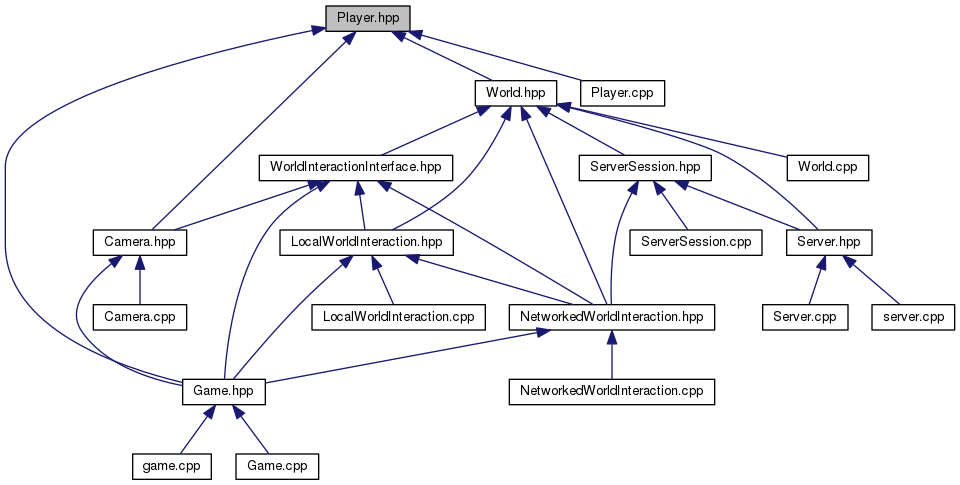 Player.hpp
World.hpp
Player.cpp
WorldInteractionInterface.hpp
ServerSession.hpp
World.cpp
Camera.hpp
LocalWorldInteraction.hpp
ServerSession.cpp
Server.hpp
Camera.cpp
LocalWorldInteraction.cpp
NetworkedWorldInteraction.hpp
Server.cpp
server.cpp
Game.hpp
NetworkedWorldInteraction.cpp
game.cpp
Game.cpp